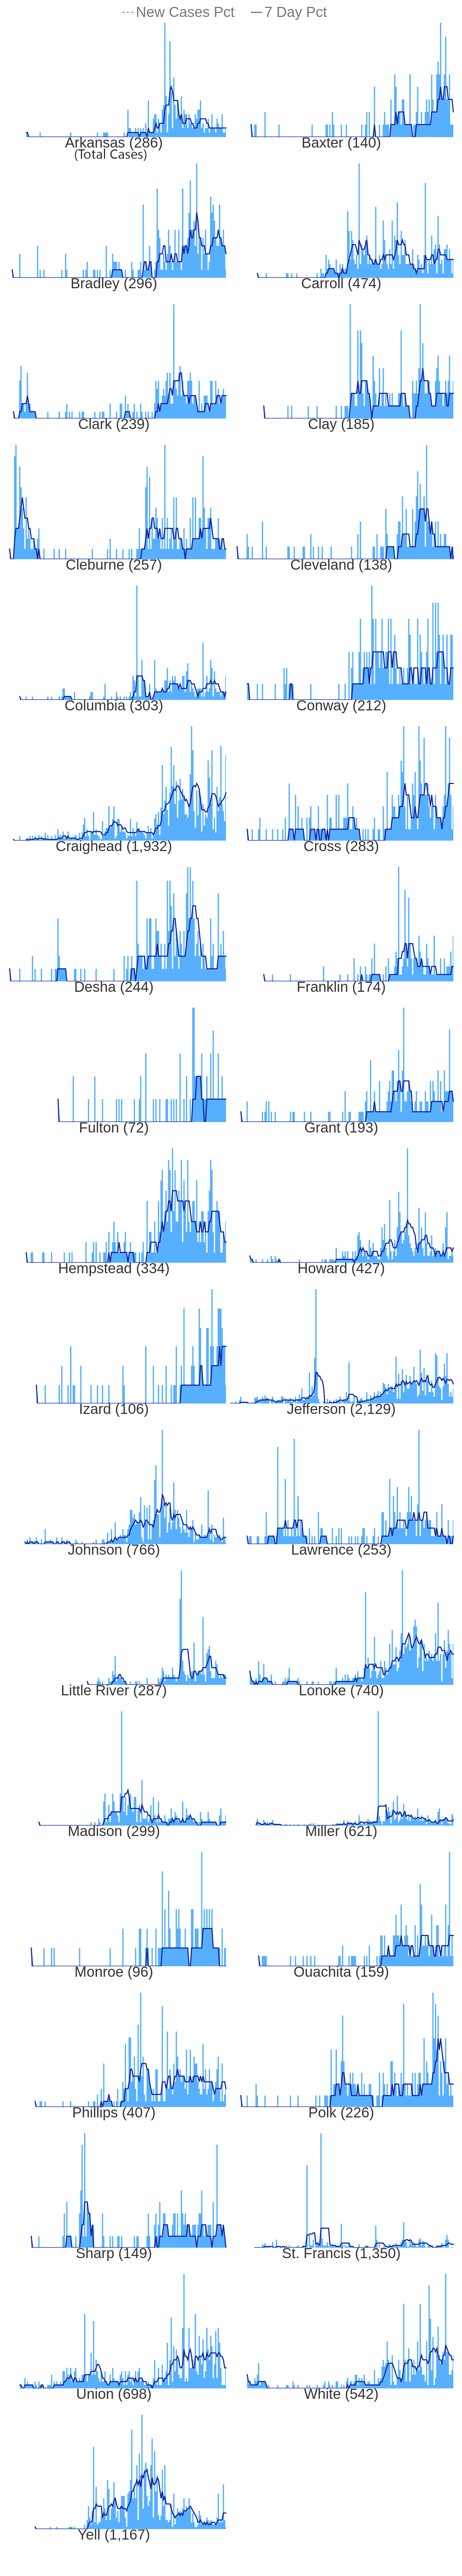 New Cases Pct 7 Day Pct
Arkansas (286) Baxter (140)
(Total Cases)
Bradley (296) Carroll (474)
Clark (239) Clay (185)
Cleburne (257) Cleveland (138)
Columbia (303) Conway (212)
Craighead (1,932) Cross (283)
Desha (244) Franklin (174)
Fulton (72) Grant (193)
Hempstead (334) Howard (427)
Izard (106) Jefferson (2,129)
Johnson (766) Lawrence (253)
Little River (287) Lonoke (740)
Madison (299) Miller (621)
Monroe (96) Ouachita (159)
Phillips (407) Polk (226)
Sharp (149) St. Francis (1,350)
Union (698) White (542)
Yell (1,167)